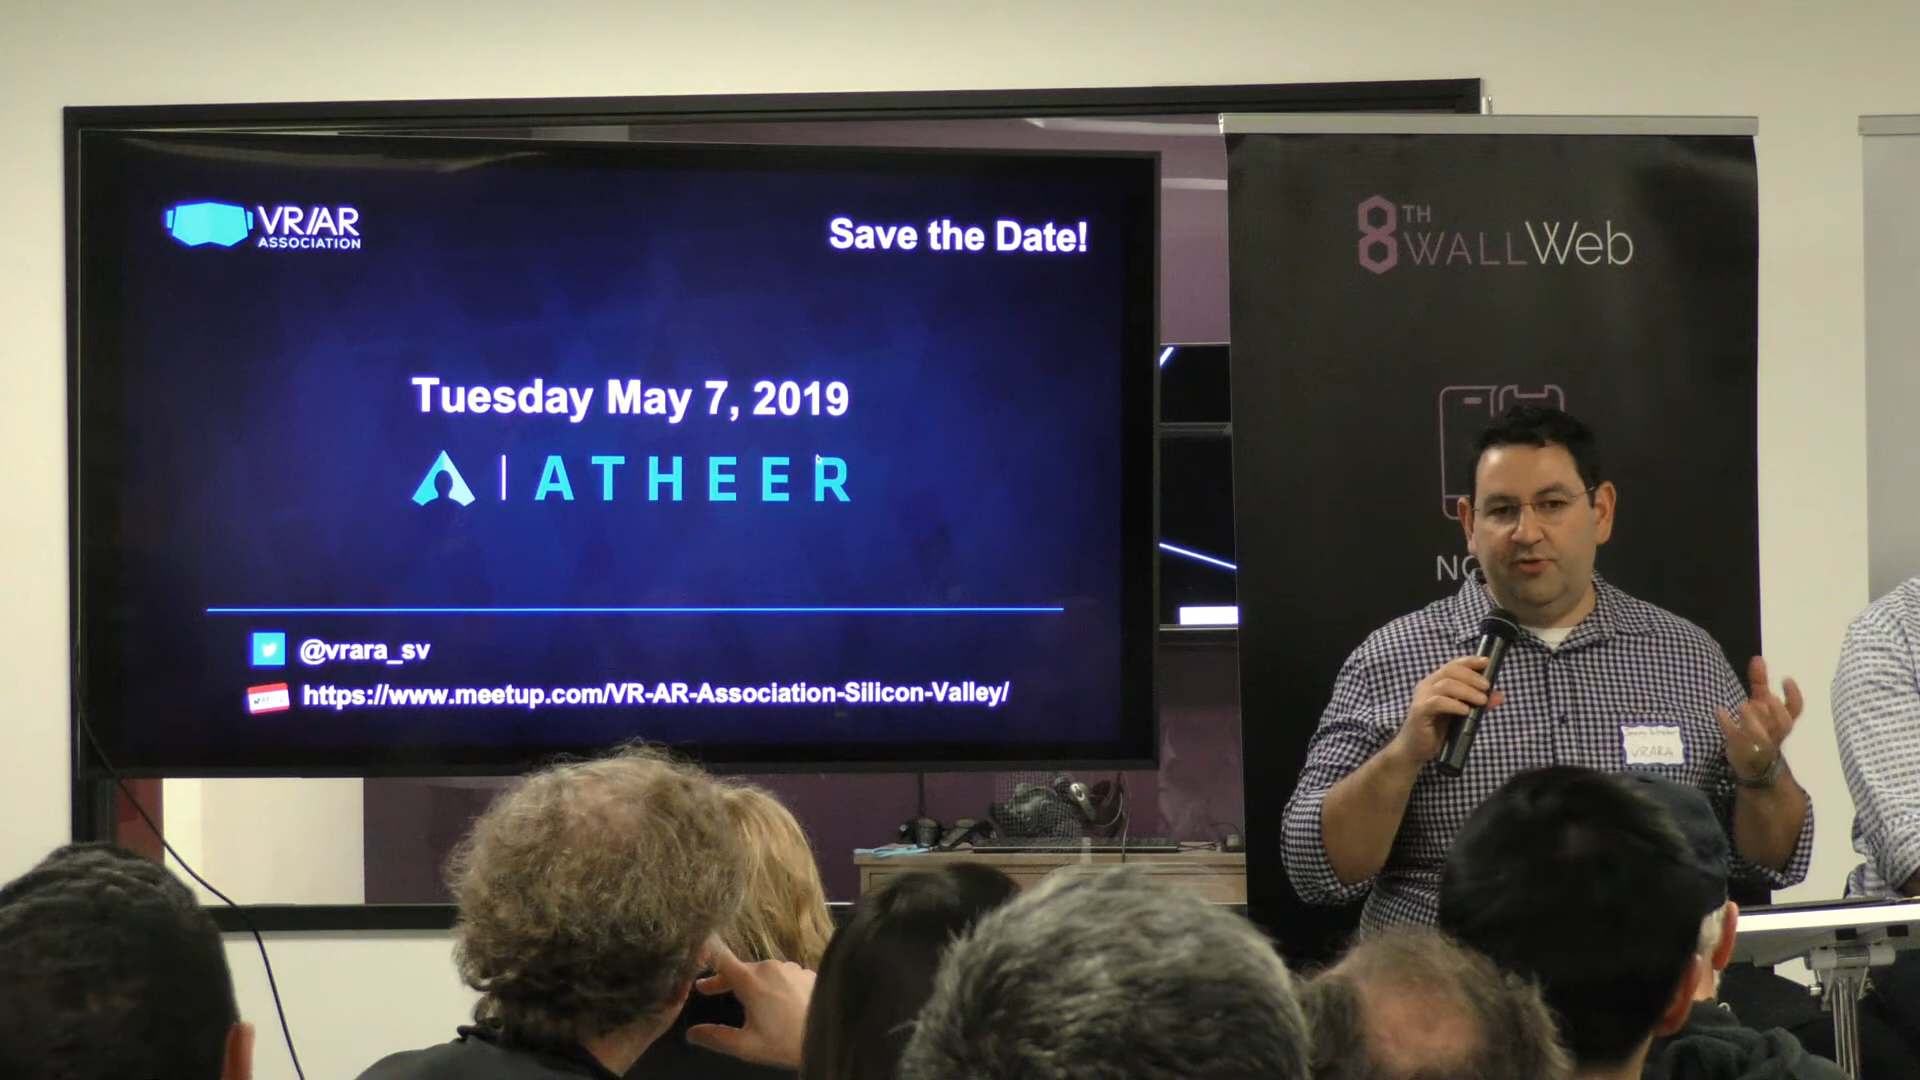 VR/AR
ASSOCIATION
Save the Date!
Tuesday May 7, 2019
ATHEER
@vrara_sv
https://www.meetup.com/VR-AR-Association-Silicon-Valley/
8TH
WALLWeb
VRARA